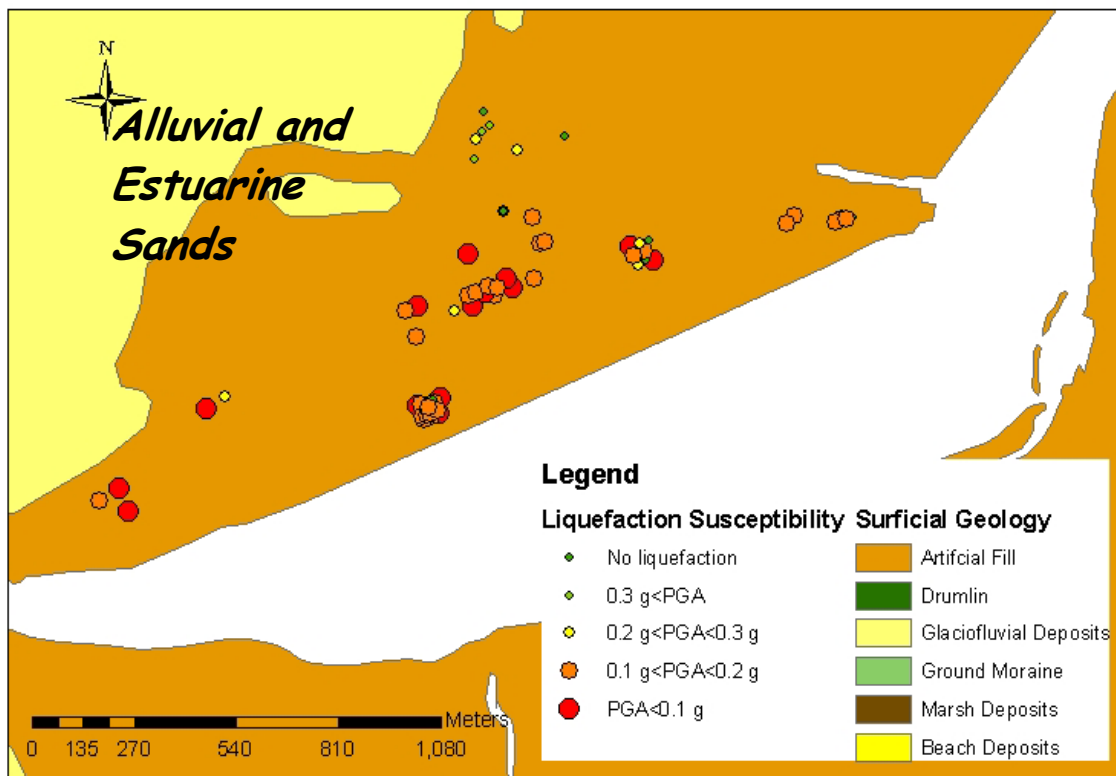 N
Alluvial and
Estuarine
Sands
Legend
Liquefaction Susceptibility
No liquefaction
0.3 g<PGA
0.2 g<PGA<0.3 g
0.1 g<PGA<0.2 g
PGA<0.1 g
Surficial Geology
Artifcial Fill
Drumlin
Glaciofluvial Deposits
Ground Moraine
Marsh Deposits
Beach Deposits
Meters
0 135 270 540 810 1,080